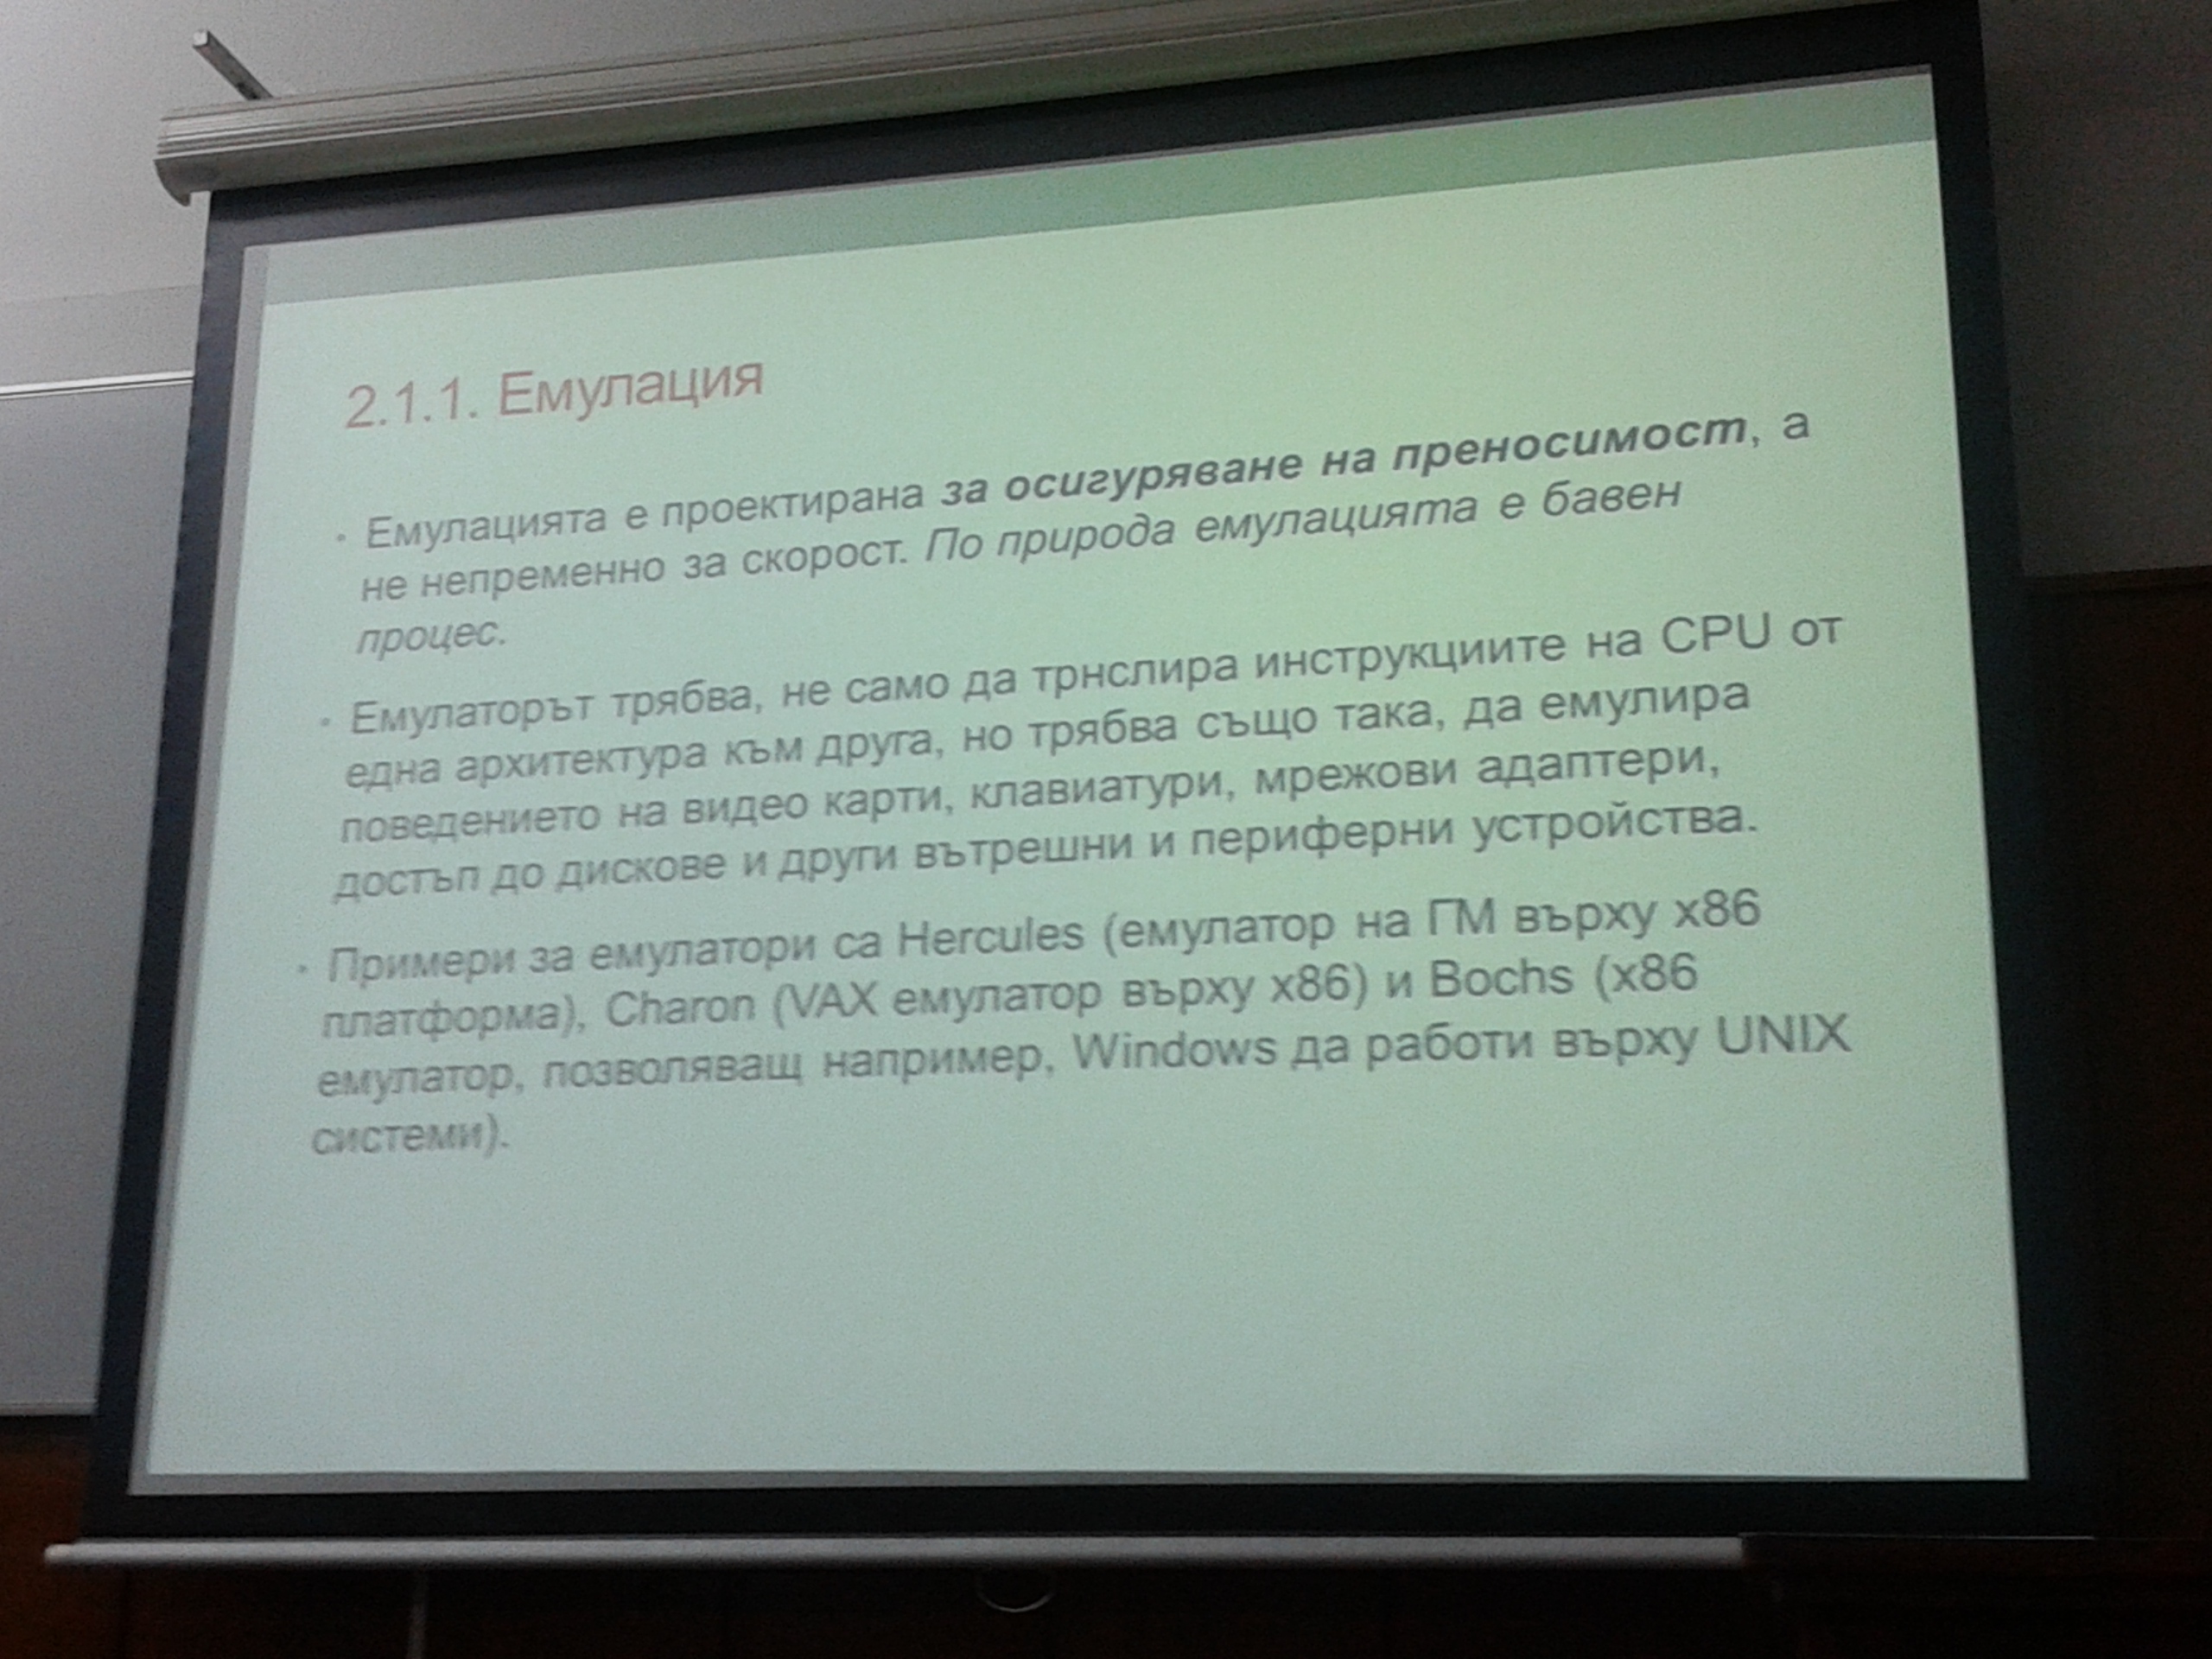 2.1.1. Емулация
• Емулацията е проектирана за осигуряване на преносимост, а
не непременно за скорост. По природа емулацията е бавен
процес.
• Емулаторът трябва, не само да трнслира инструкциите на CPU от
една архитектура към друга, но трябва също така, да емулира
поведението на видео карти, клавиатури, мрежови адаптери,
достъп до дискове и други вътрешни и периферни устройства.
• Примери за емулатори са Hercules (емулатор на ГМ върху x86
платформа), Charon (VAX емулатор върху x86) и Bochs (x86
емулатор, позволяващ например, Windows да работи върху UNIX
системи).